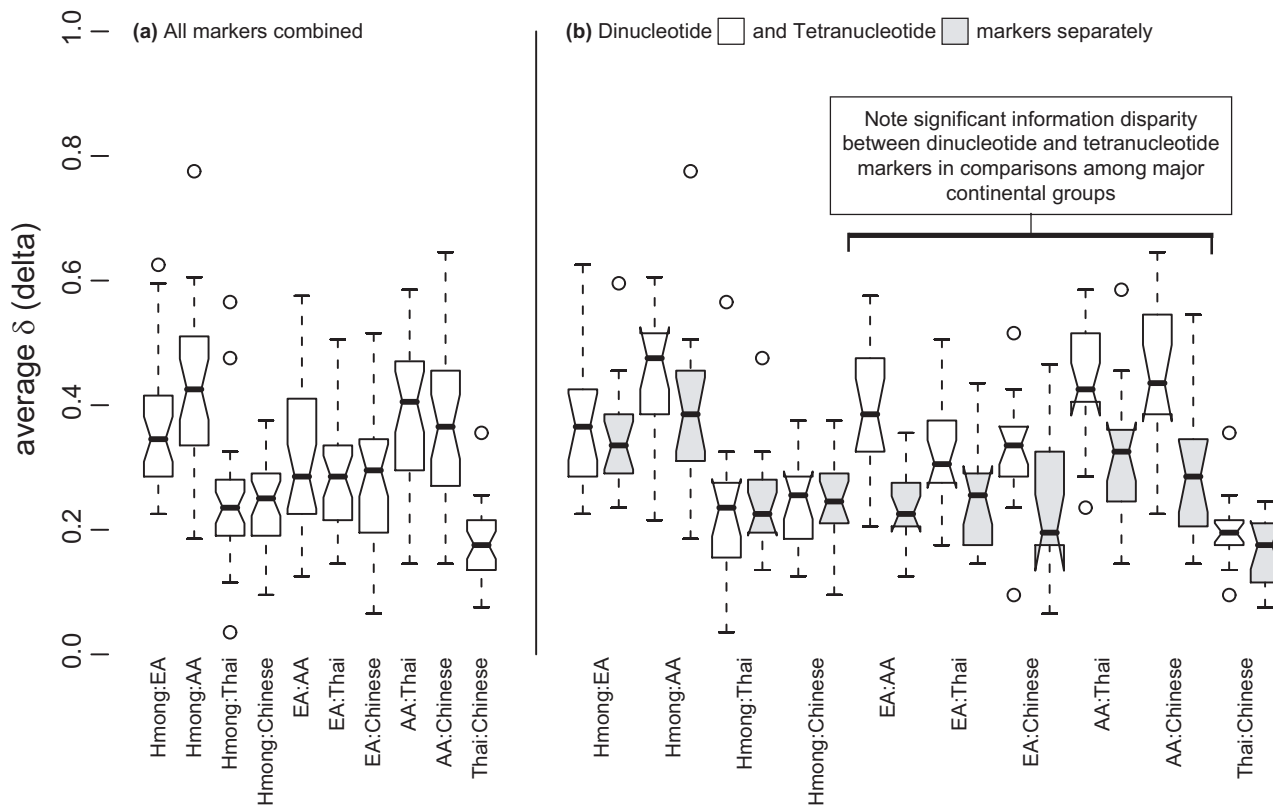 (a) All markers combined
(b) Dinucleotide and Tetranucleotide markers separately
Note significant information disparity
between dinucleotide and tetranucleotide
markers in comparisons among major
continental groups
average δ (delta)
1.0
0.8
0.6
0.4
0.2
0.0
Hmong:EA
Hmong:AA
Hmong:Thai
Hmong:Chinese
EA:AA
EA:Thai
EA:Chinese
AA:Thai
AA:Chinese
Thai:Chinese
Hmong:EA
Hmong:AA
Hmong:Thai
Hmong:Chinese
EA:AA
EA:Thai
EA:Chinese
AA:Thai
AA:Chinese
Thai:Chinese